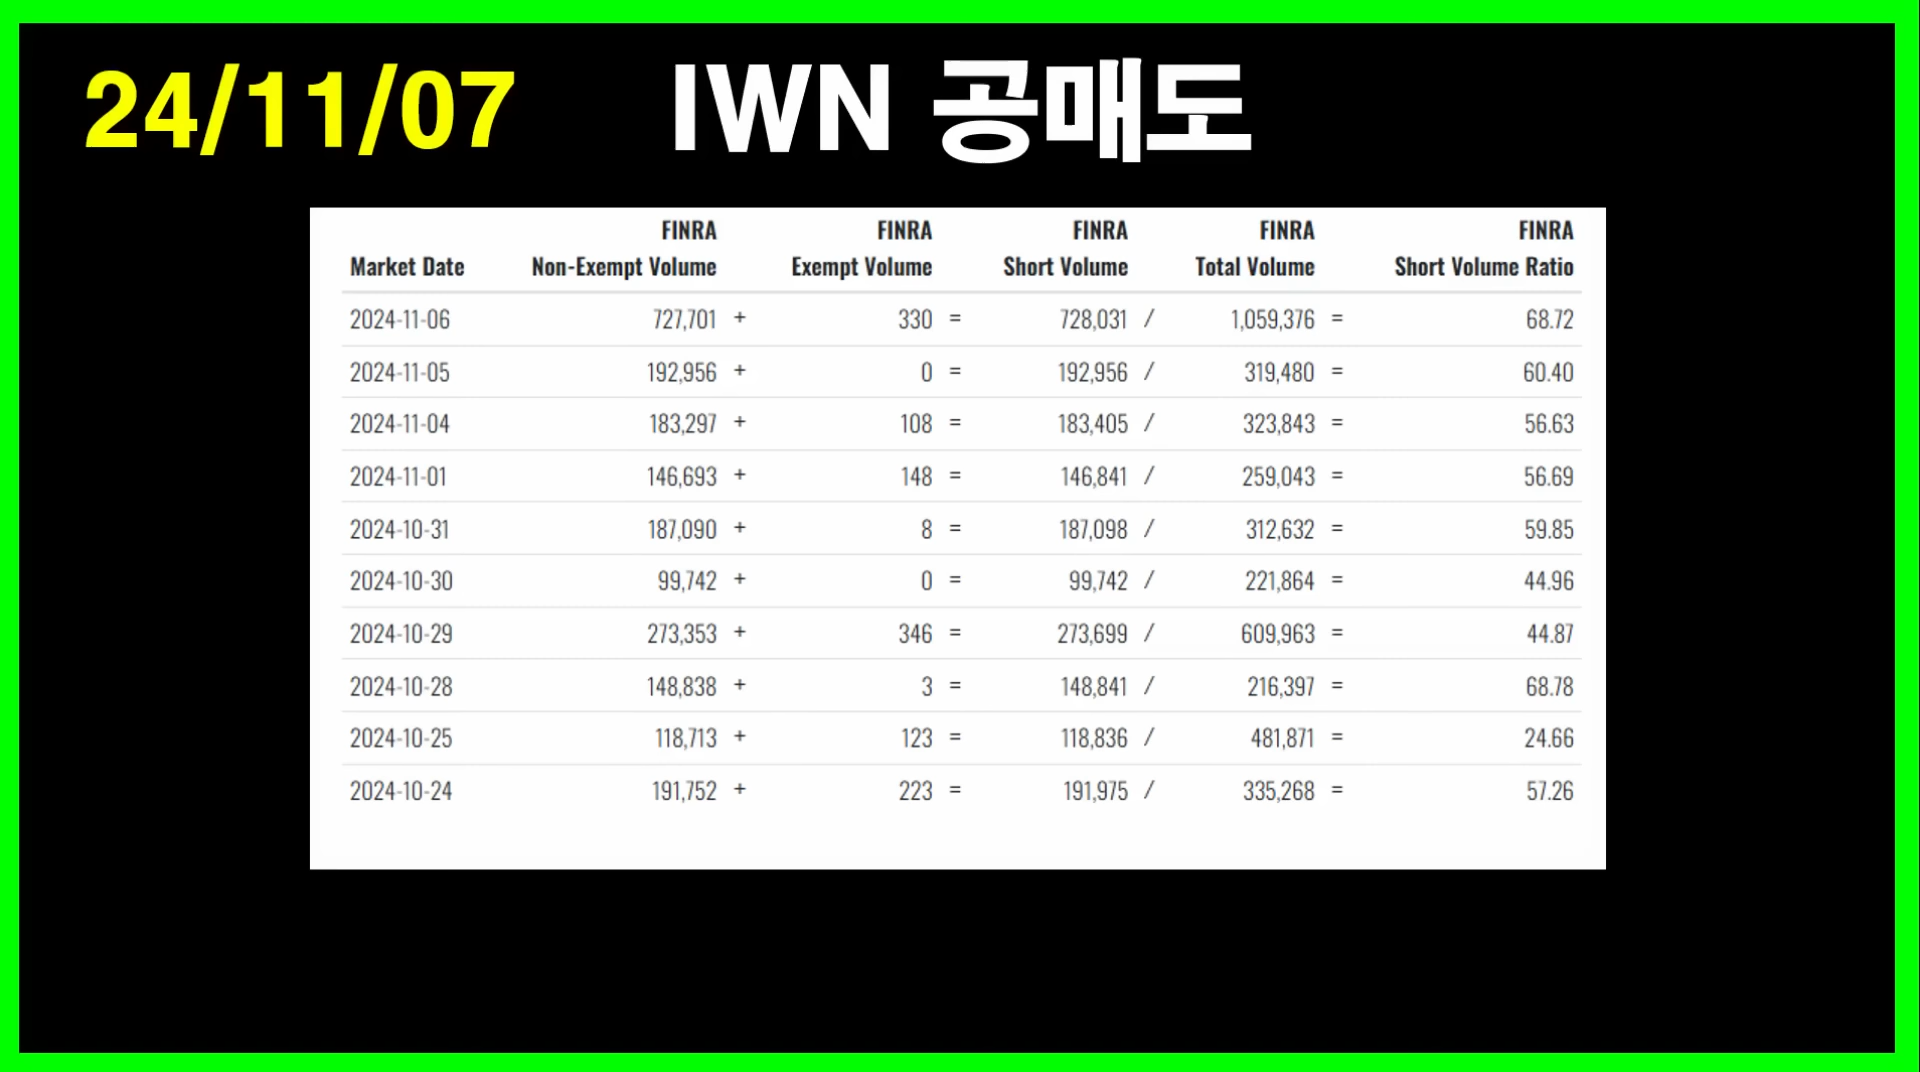 24/11/07 IWN 공매도
FINRA FINRA FINRA FINRA FINRA
Market Date Non-Exempt Volume Exempt Volume Short Volume Total Volume Short Volume Ratio
2024-11-06 727,701 + 330 = 728,031 / 1,059,376 = 68.72
2024-11-05 192,956 + 0 = 192,956 / 319,480 = 60.40
2024-11-04 183,297 + 108 = 183,405 / 323,843 = 56.63
2024-11-01 146,693 + 148 = 146,841 / 259,043 = 56.69
2024-10-31 187,090 + 8 = 187,098 / 312,632 = 59.85
2024-10-30 99,742 + 0 = 99,742 / 221,864 = 44.96
2024-10-29 273,353 + 346 = 273,699 / 609,963 = 44.87
2024-10-28 148,838 + 3 = 148,841 / 216,397 = 68.78
2024-10-25 118,713 + 123 = 118,836 / 481,871 = 24.66
2024-10-24 191,752 + 223 = 191,975 / 335,268 = 57.26